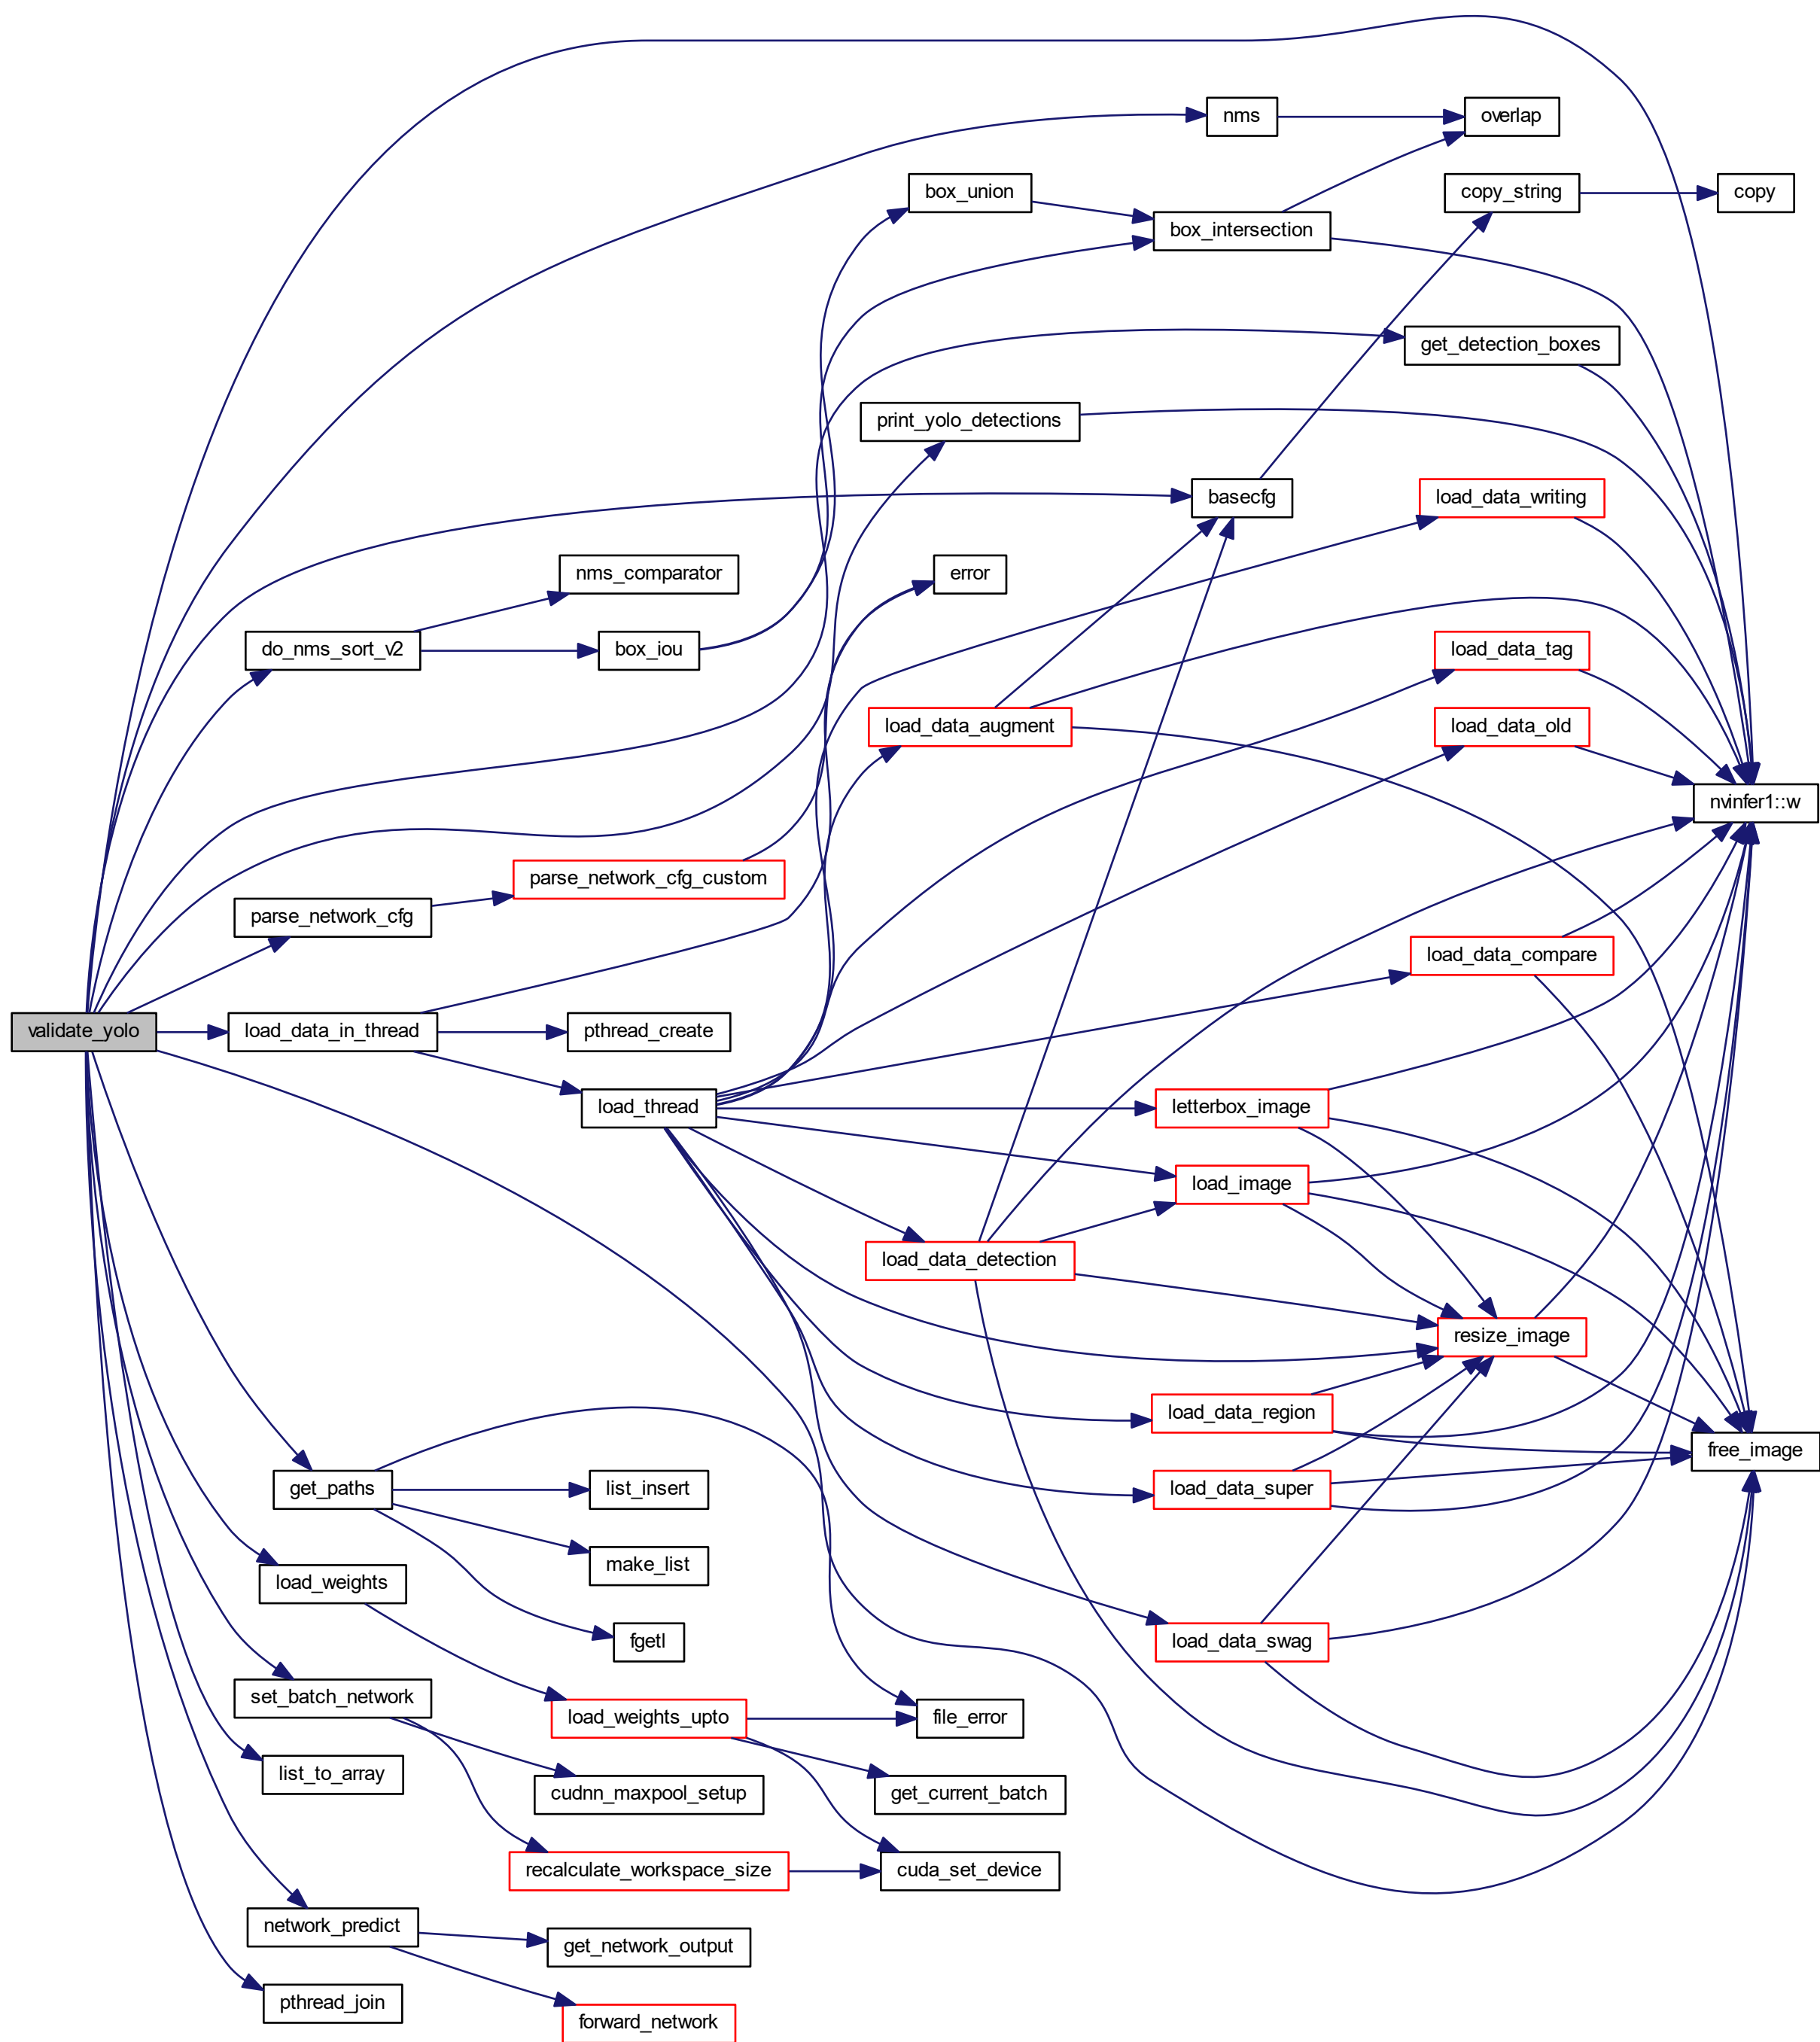 nms
overlap
box_union
copy_string
copy
box_intersection
get_detection_boxes
print_yolo_detections
basecfg
load_data_writing
nms_comparator
error
do_nms_sort_v2
box_iou
load_data_tag
load_data_augment
load_data_old
nvinfer1::w
parse_network_cfg_custom
parse_network_cfg
load_data_compare
validate_yolo
load_data_in_thread
pthread_create
load_thread
letterbox_image
load_image
load_data_detection
resize_image
load_data_region
free_image
get_paths
list_insert
load_data_super
make_list
load_weights
fgetl
load_data_swag
set_batch_network
load_weights_upto
file_error
list_to_array
cudnn_maxpool_setup
get_current_batch
recalculate_workspace_size
cuda_set_device
network_predict
get_network_output
pthread_join
forward_network